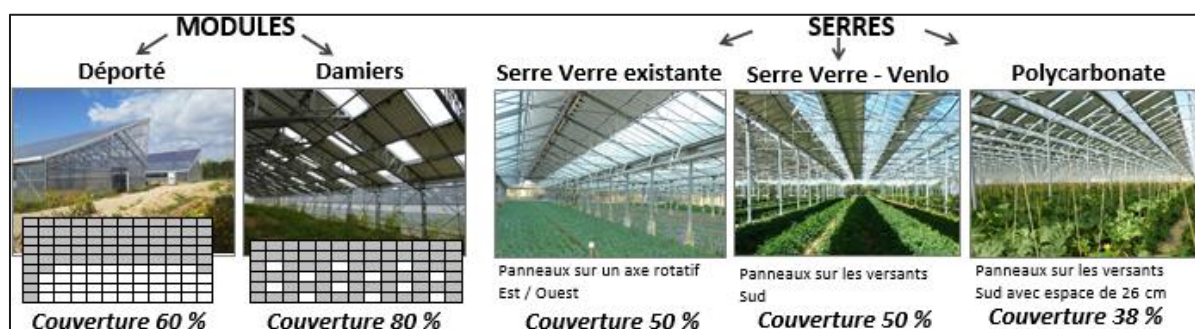 MODULES
SERRES
Déporté
Damiers
Serre Verre existante
Serre Verre - Venlo
Polycarbonate
Panneaux sur un axe rotatif
Est / Ouest
Panneaux sur les versants
Sud
Panneaux sur les versants
Sud avec espace de 26 cm
Couverture 60 %
Couverture 80 %
Couverture 50 %
Couverture 50 %
Couverture 38 %